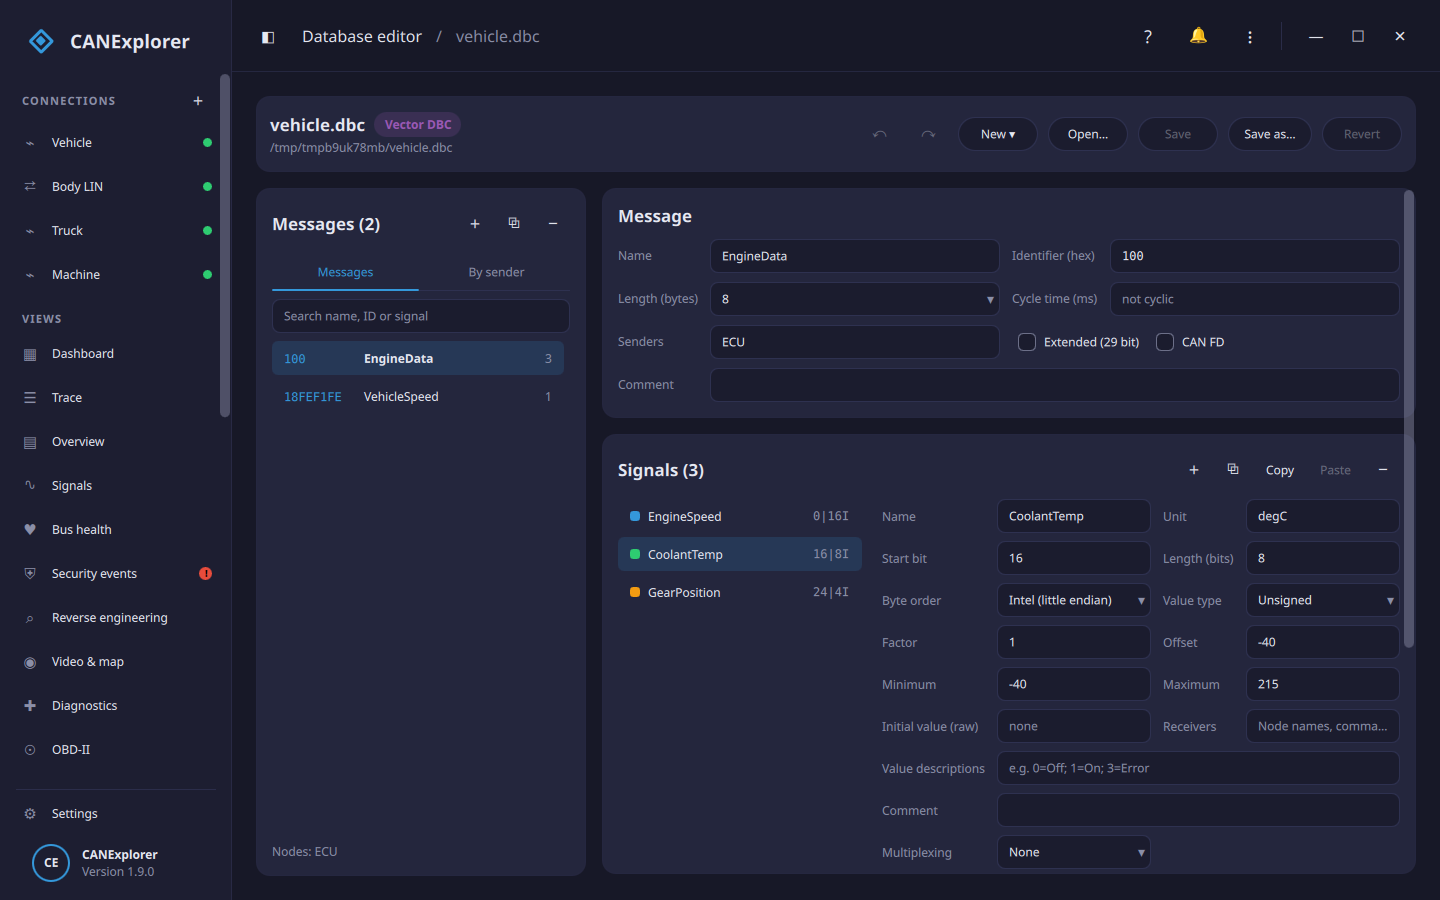 CANExplorer
Database editor / vehicle.dbc
?
CONNECTIONS +
Vehicle
Body LIN
Truck
Machine
VIEWS
Dashboard
Trace
Overview
Signals
Bus health
Security events !
Reverse engineering
Video & map
Diagnostics
OBD-II
Settings
CE
CANExplorer
Version 1.9.0
vehicle.dbc Vector DBC
/tmp/tmpb9uk78mb/vehicle.dbc
New ▾ Open... Save Save as... Revert
Messages (2) + −
Messages By sender
Search name, ID or signal
100 EngineData 3
18FEF1FE VehicleSpeed 1
Nodes: ECU
Message
Name EngineData Identifier (hex) 100
Length (bytes) 8 Cycle time (ms) not cyclic
Senders ECU Extended (29 bit) CAN FD
Comment
Signals (3) + Copy Paste −
EngineSpeed 0|16I
CoolantTemp 16|8I
GearPosition 24|4I
Name CoolantTemp Unit degC
Start bit 16 Length (bits) 8
Byte order Intel (little endian) Value type Unsigned
Factor 1 Offset -40
Minimum -40 Maximum 215
Initial value (raw) none Receivers Node names, comma...
Value descriptions e.g. 0=Off; 1=On; 3=Error
Comment
Multiplexing None